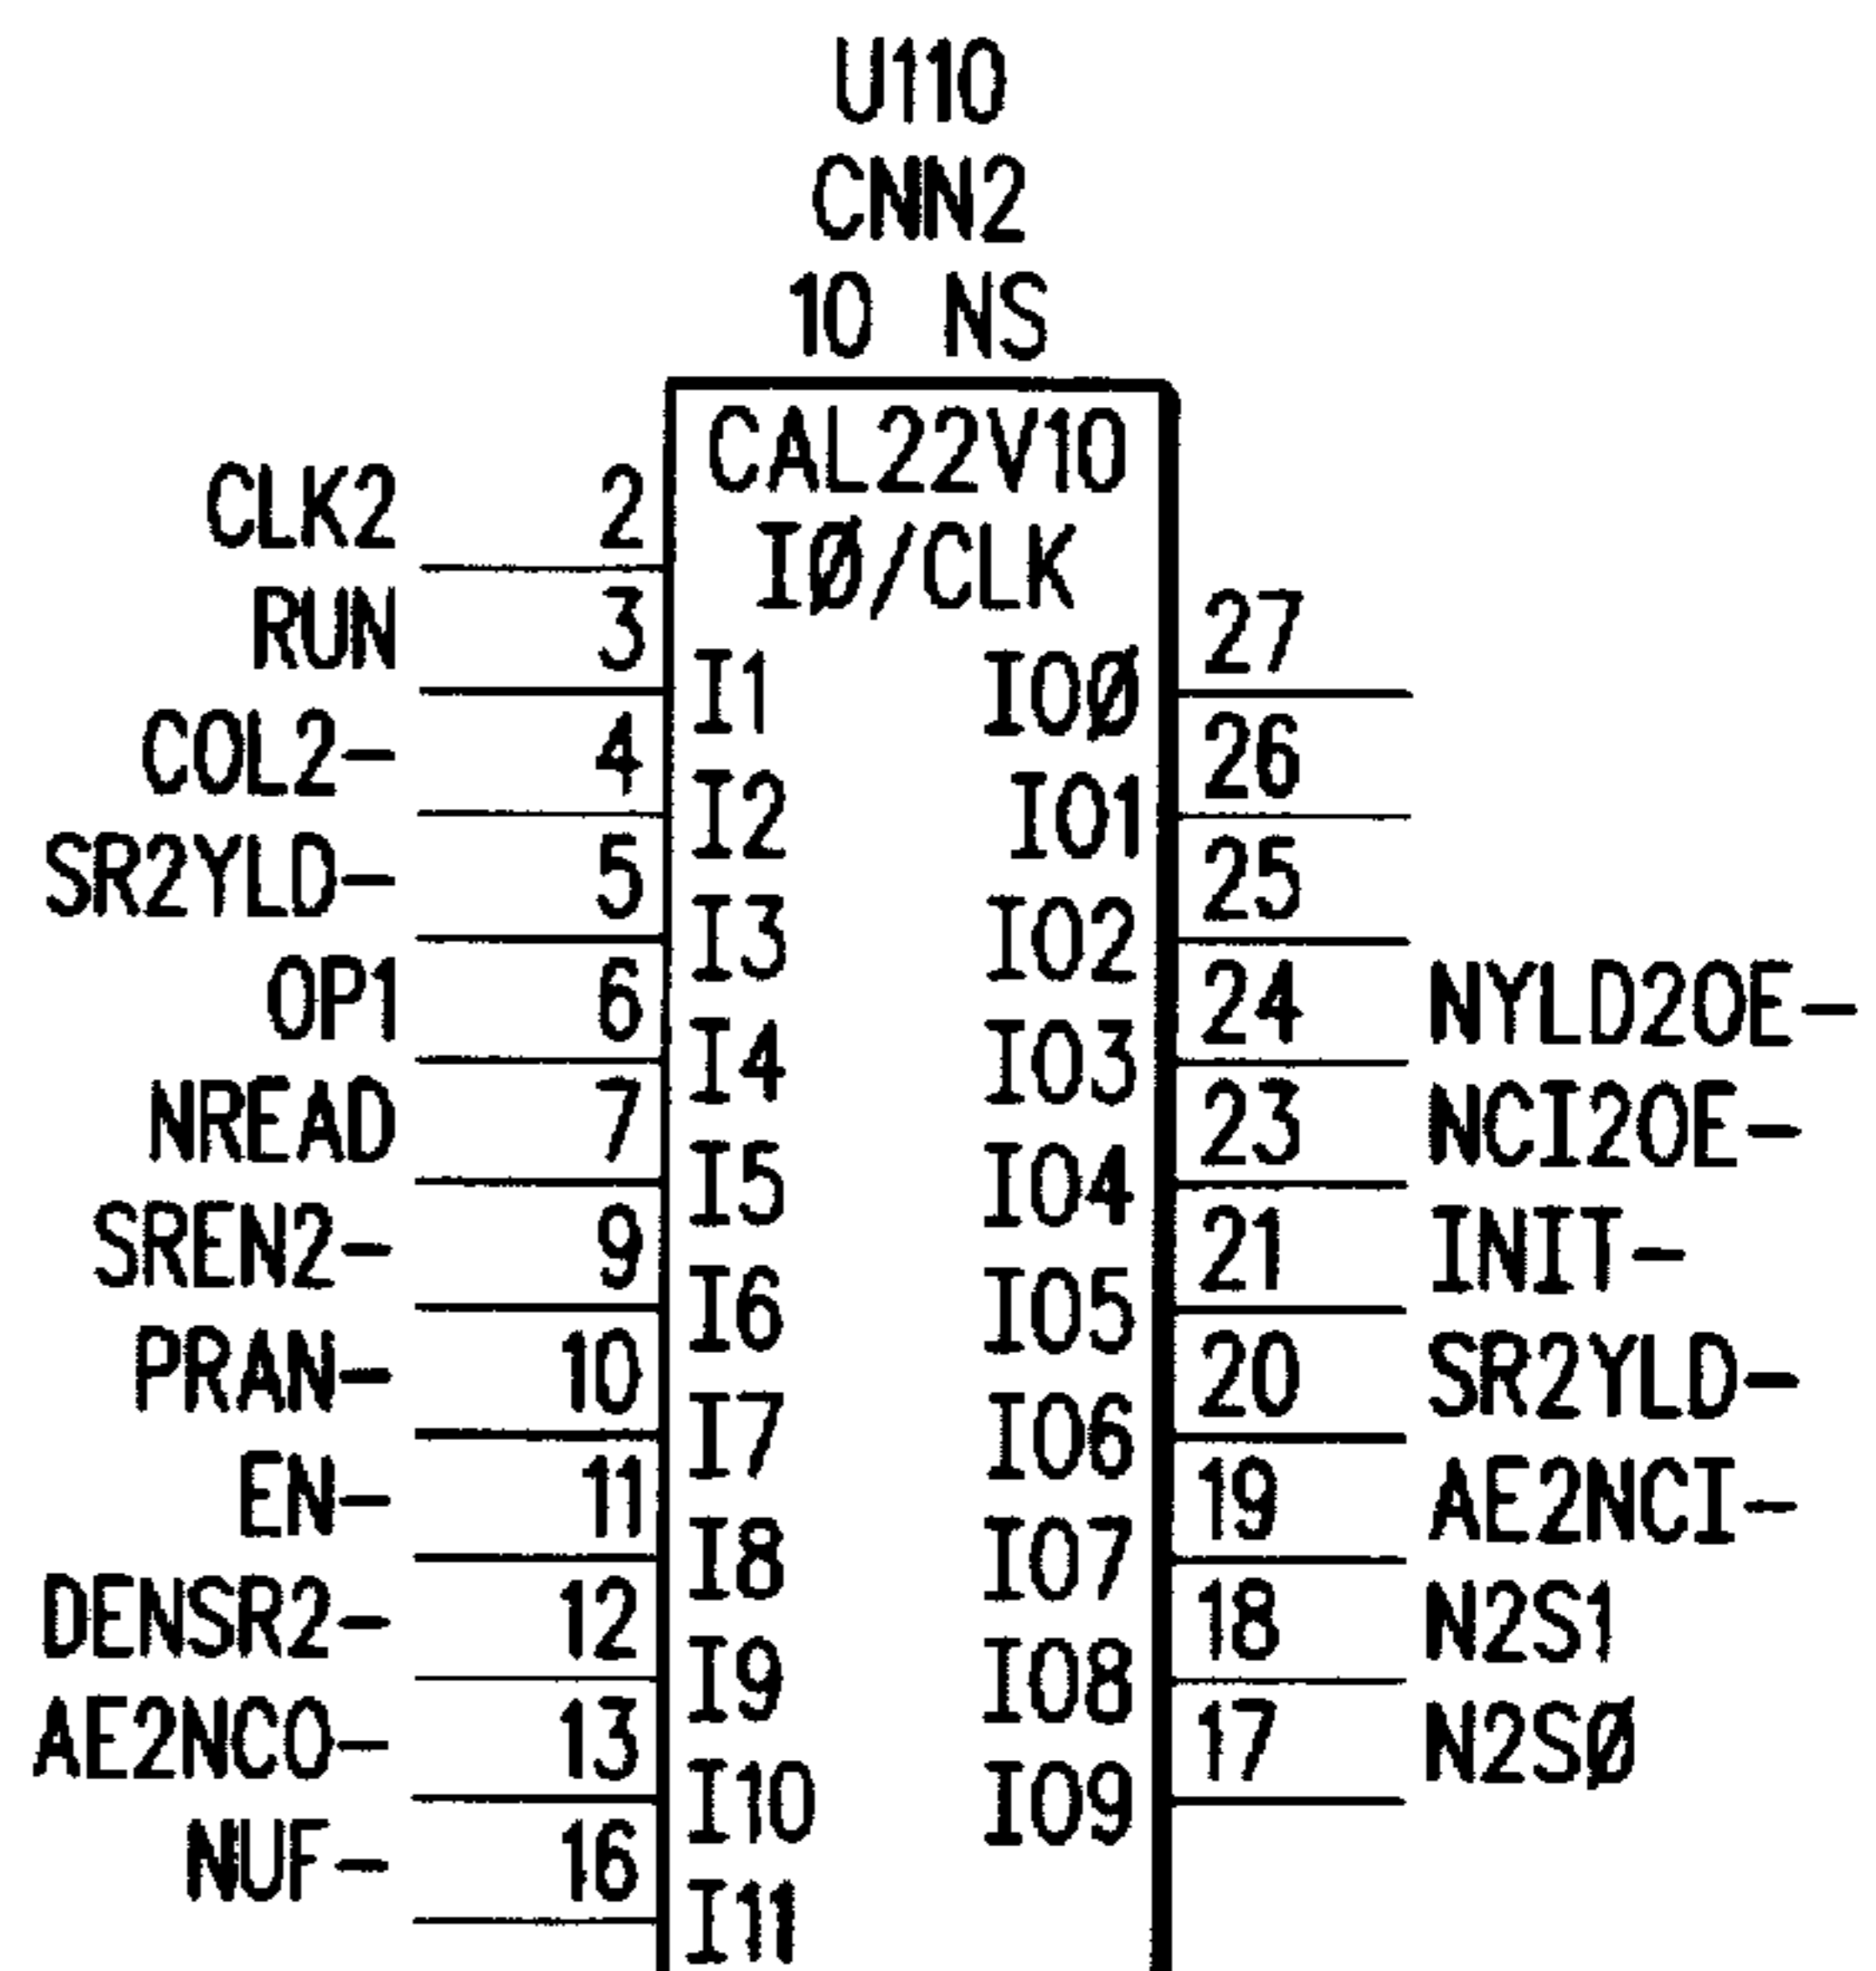 U110
CNN2
10 NS
CAL22V10
CLK2 2 IØ/CLK
RUN 3 I1 IOØ 27
COL2- 4 I2 IO1 26
SR2YLD- 5 I3 IO2 25
OP1 6 I4 IO3 24 NYLD2OE-
NREAD 7 I5 IO4 23 NCI2OE-
SREN2- 9 I6 IO5 21 INIT-
PRAN- 10 I7 IO6 20 SR2YLD-
EN- 11 I8 IO7 19 AE2NCI-
DENSR2- 12 I9 IO8 18 N2S1
AE2NCO- 13 I10 IO9 17 N2SØ
NUF- 16 I11